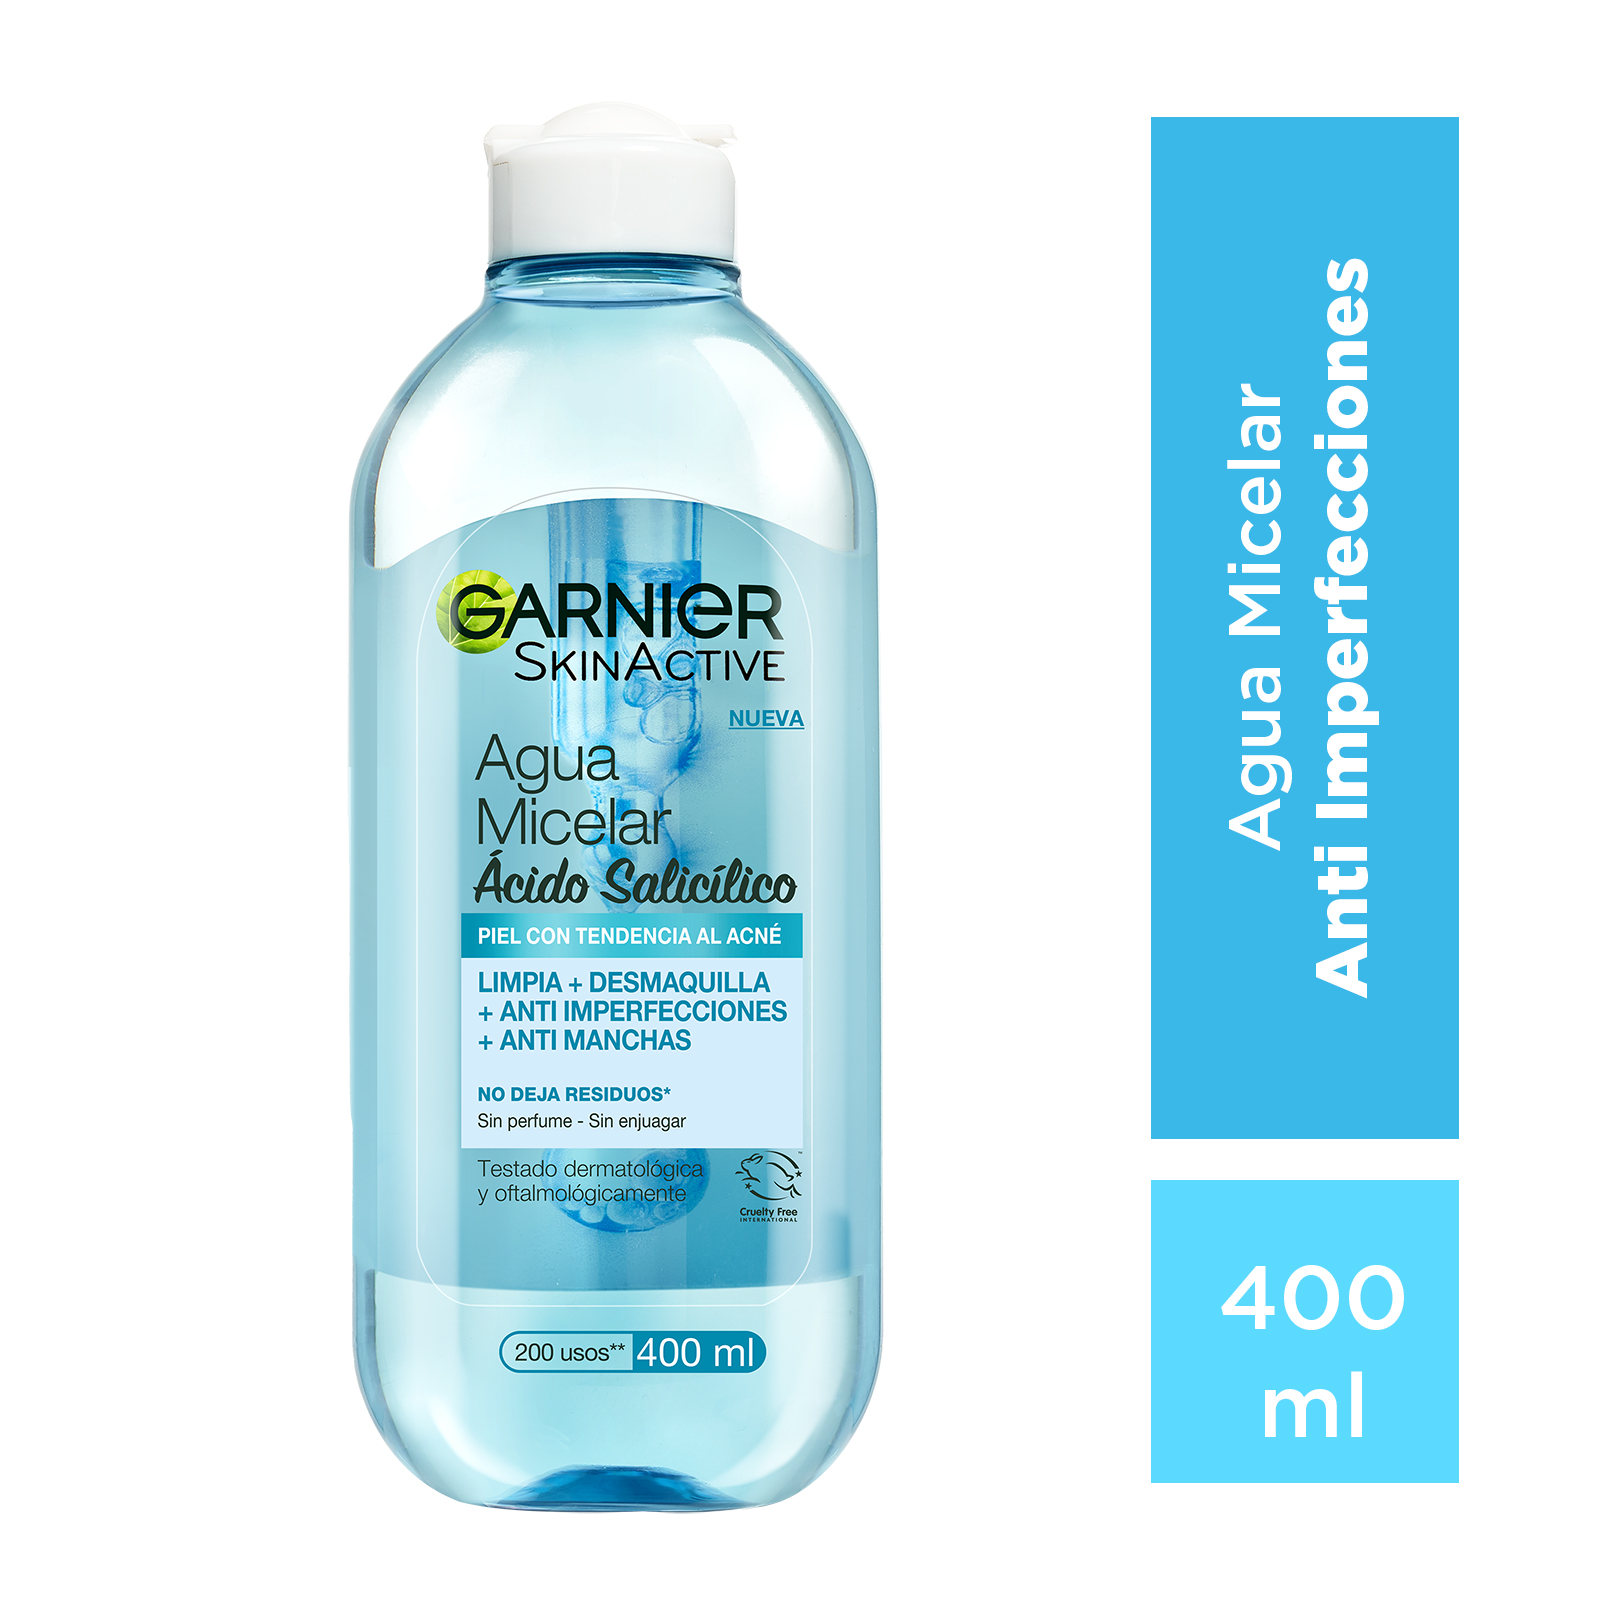 GARNIER
SKINACTIVE
NUEVA
Agua
Micelar
Ácido Salicílico
PIEL CON TENDENCIA AL ACNÉ
LIMPIA + DESMAQUILLA
+ ANTI IMPERFECCIONES
+ ANTI MANCHAS
NO DEJA RESIDUOS*
Sin perfume - Sin enjuagar
Testado dermatológica
y oftalmológicamente
Cruelty Free
INTERNATIONAL
200 usos** 400 ml
Agua Micelar
Anti Imperfecciones
400
ml